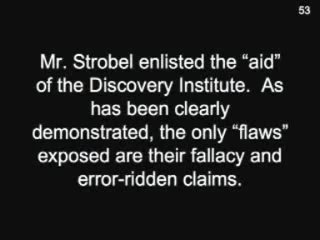 53
Mr. Strobel enlisted the “aid”
of the Discovery Institute.  As
has been clearly
demonstrated, the only “flaws”
exposed are their fallacy and
error-ridden claims.